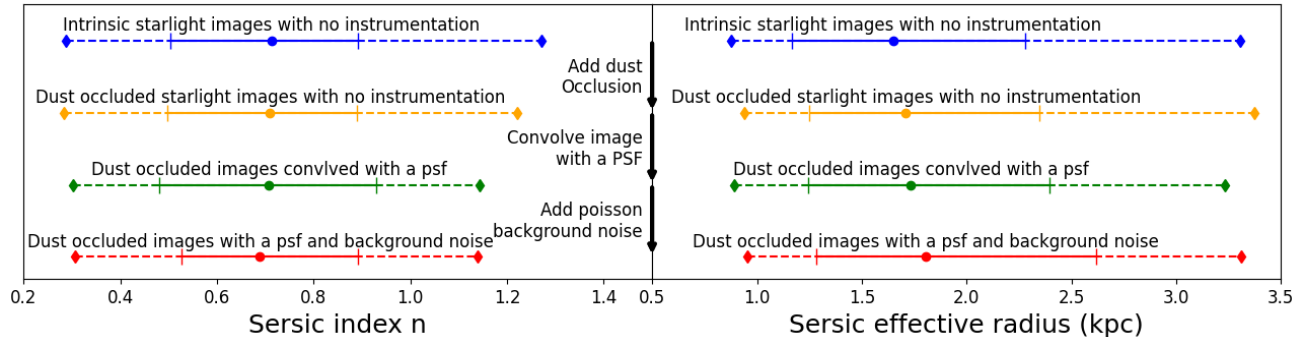 Intrinsic starlight images with no instrumentation
Dust occluded starlight images with no instrumentation
Dust occluded images convlved with a psf
Dust occluded images with a psf and background noise
0.2 0.4 0.6 0.8 1.0 1.2 1.4
Sersic index n
Add dust
Occlusion
Convolve image
with a PSF
Add poisson
background noise
Intrinsic starlight images with no instrumentation
Dust occluded starlight images with no instrumentation
Dust occluded images convlved with a psf
Dust occluded images with a psf and background noise
0.5 1.0 1.5 2.0 2.5 3.0 3.5
Sersic effective radius (kpc)